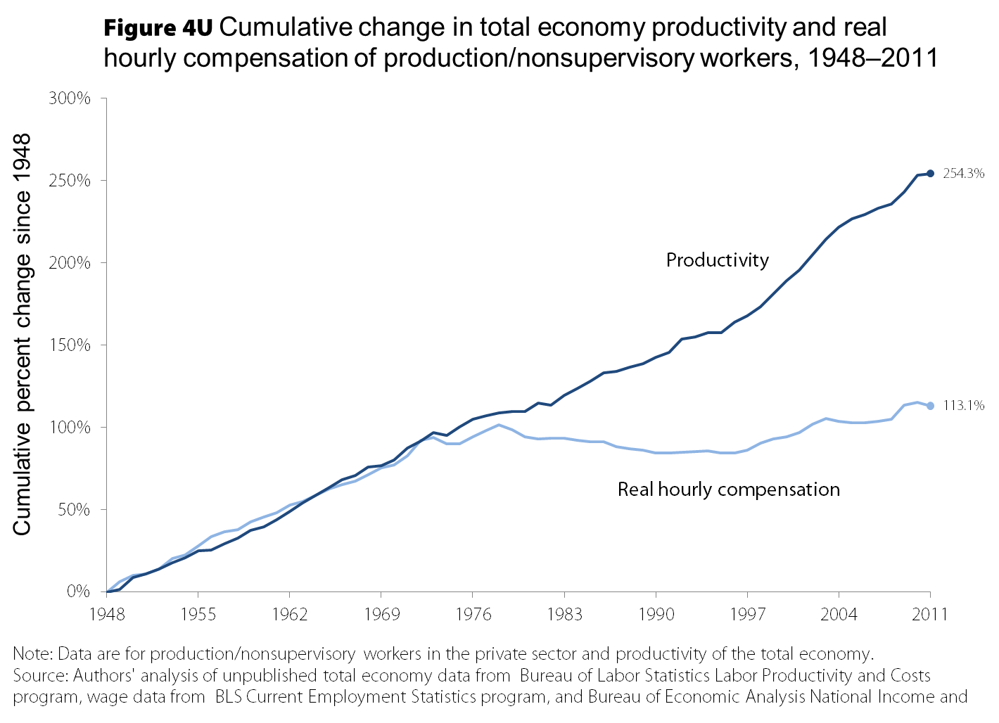 Figure 4U Cumulative change in total economy productivity and real
hourly compensation of production/nonsupervisory workers, 1948–2011
Cumulative percent change since 1948
300%
250%
200%
150%
100%
50%
0%
254.3%
Productivity
113.1%
Real hourly compensation
1948
1955
1962
1969
1976
1983
1990
1997
2004
2011
Note: Data are for production/nonsupervisory workers in the private sector and productivity of the total economy.
Source: Authors' analysis of unpublished total economy data from Bureau of Labor Statistics Labor Productivity and Costs
program, wage data from BLS Current Employment Statistics program, and Bureau of Economic Analysis National Income and